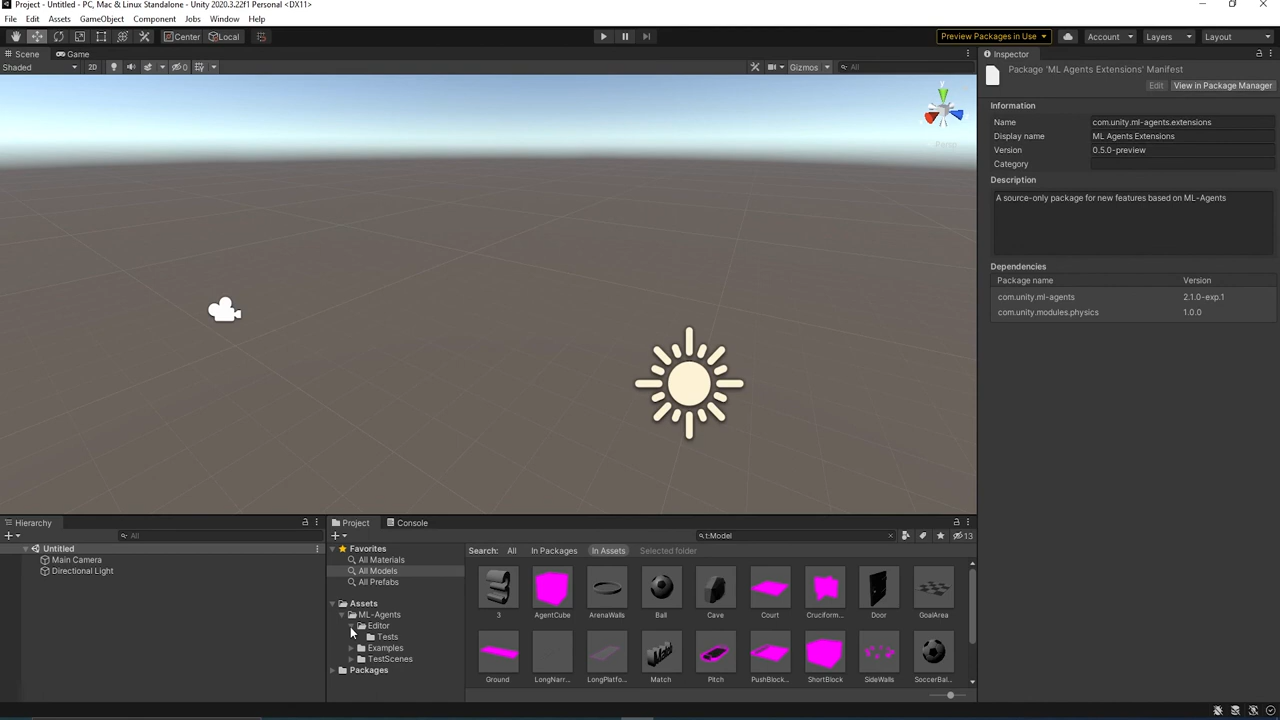 Project - Untitled - PC, Mac & Linux Standalone - Unity 2020.3.22f1 Personal <DX11>
File Edit Assets GameObject Component Jobs Window Help
Center Local Preview Packages in Use Account Layers Layout
Scene Game
Shaded 2D 0 Gizmos All
y
Persp
Inspector
Package 'ML Agents Extensions' Manifest
Edit View in Package Manager
Information
Name com.unity.ml-agents.extensions
Display name ML Agents Extensions
Version 0.5.0-preview
Category
Description
A source-only package for new features based on ML-Agents
Dependencies
Package name Version
com.unity.ml-agents 2.1.0-exp.1
com.unity.modules.physics 1.0.0
Hierarchy
All
Untitled
Main Camera
Directional Light
Project Console
t:Model 13
Favorites
All Materials
All Models
All Prefabs
Assets
ML-Agents
Editor
Tests
Examples
TestScenes
Packages
Search: All In Packages In Assets Selected folder
3 AgentCube ArenaWalls Ball Cave Court Cruciform... Door GoalArea
Ground LongNarr... LongPlatfo... Match Pitch PushBlock... ShortBlock SideWalls SoccerBal...